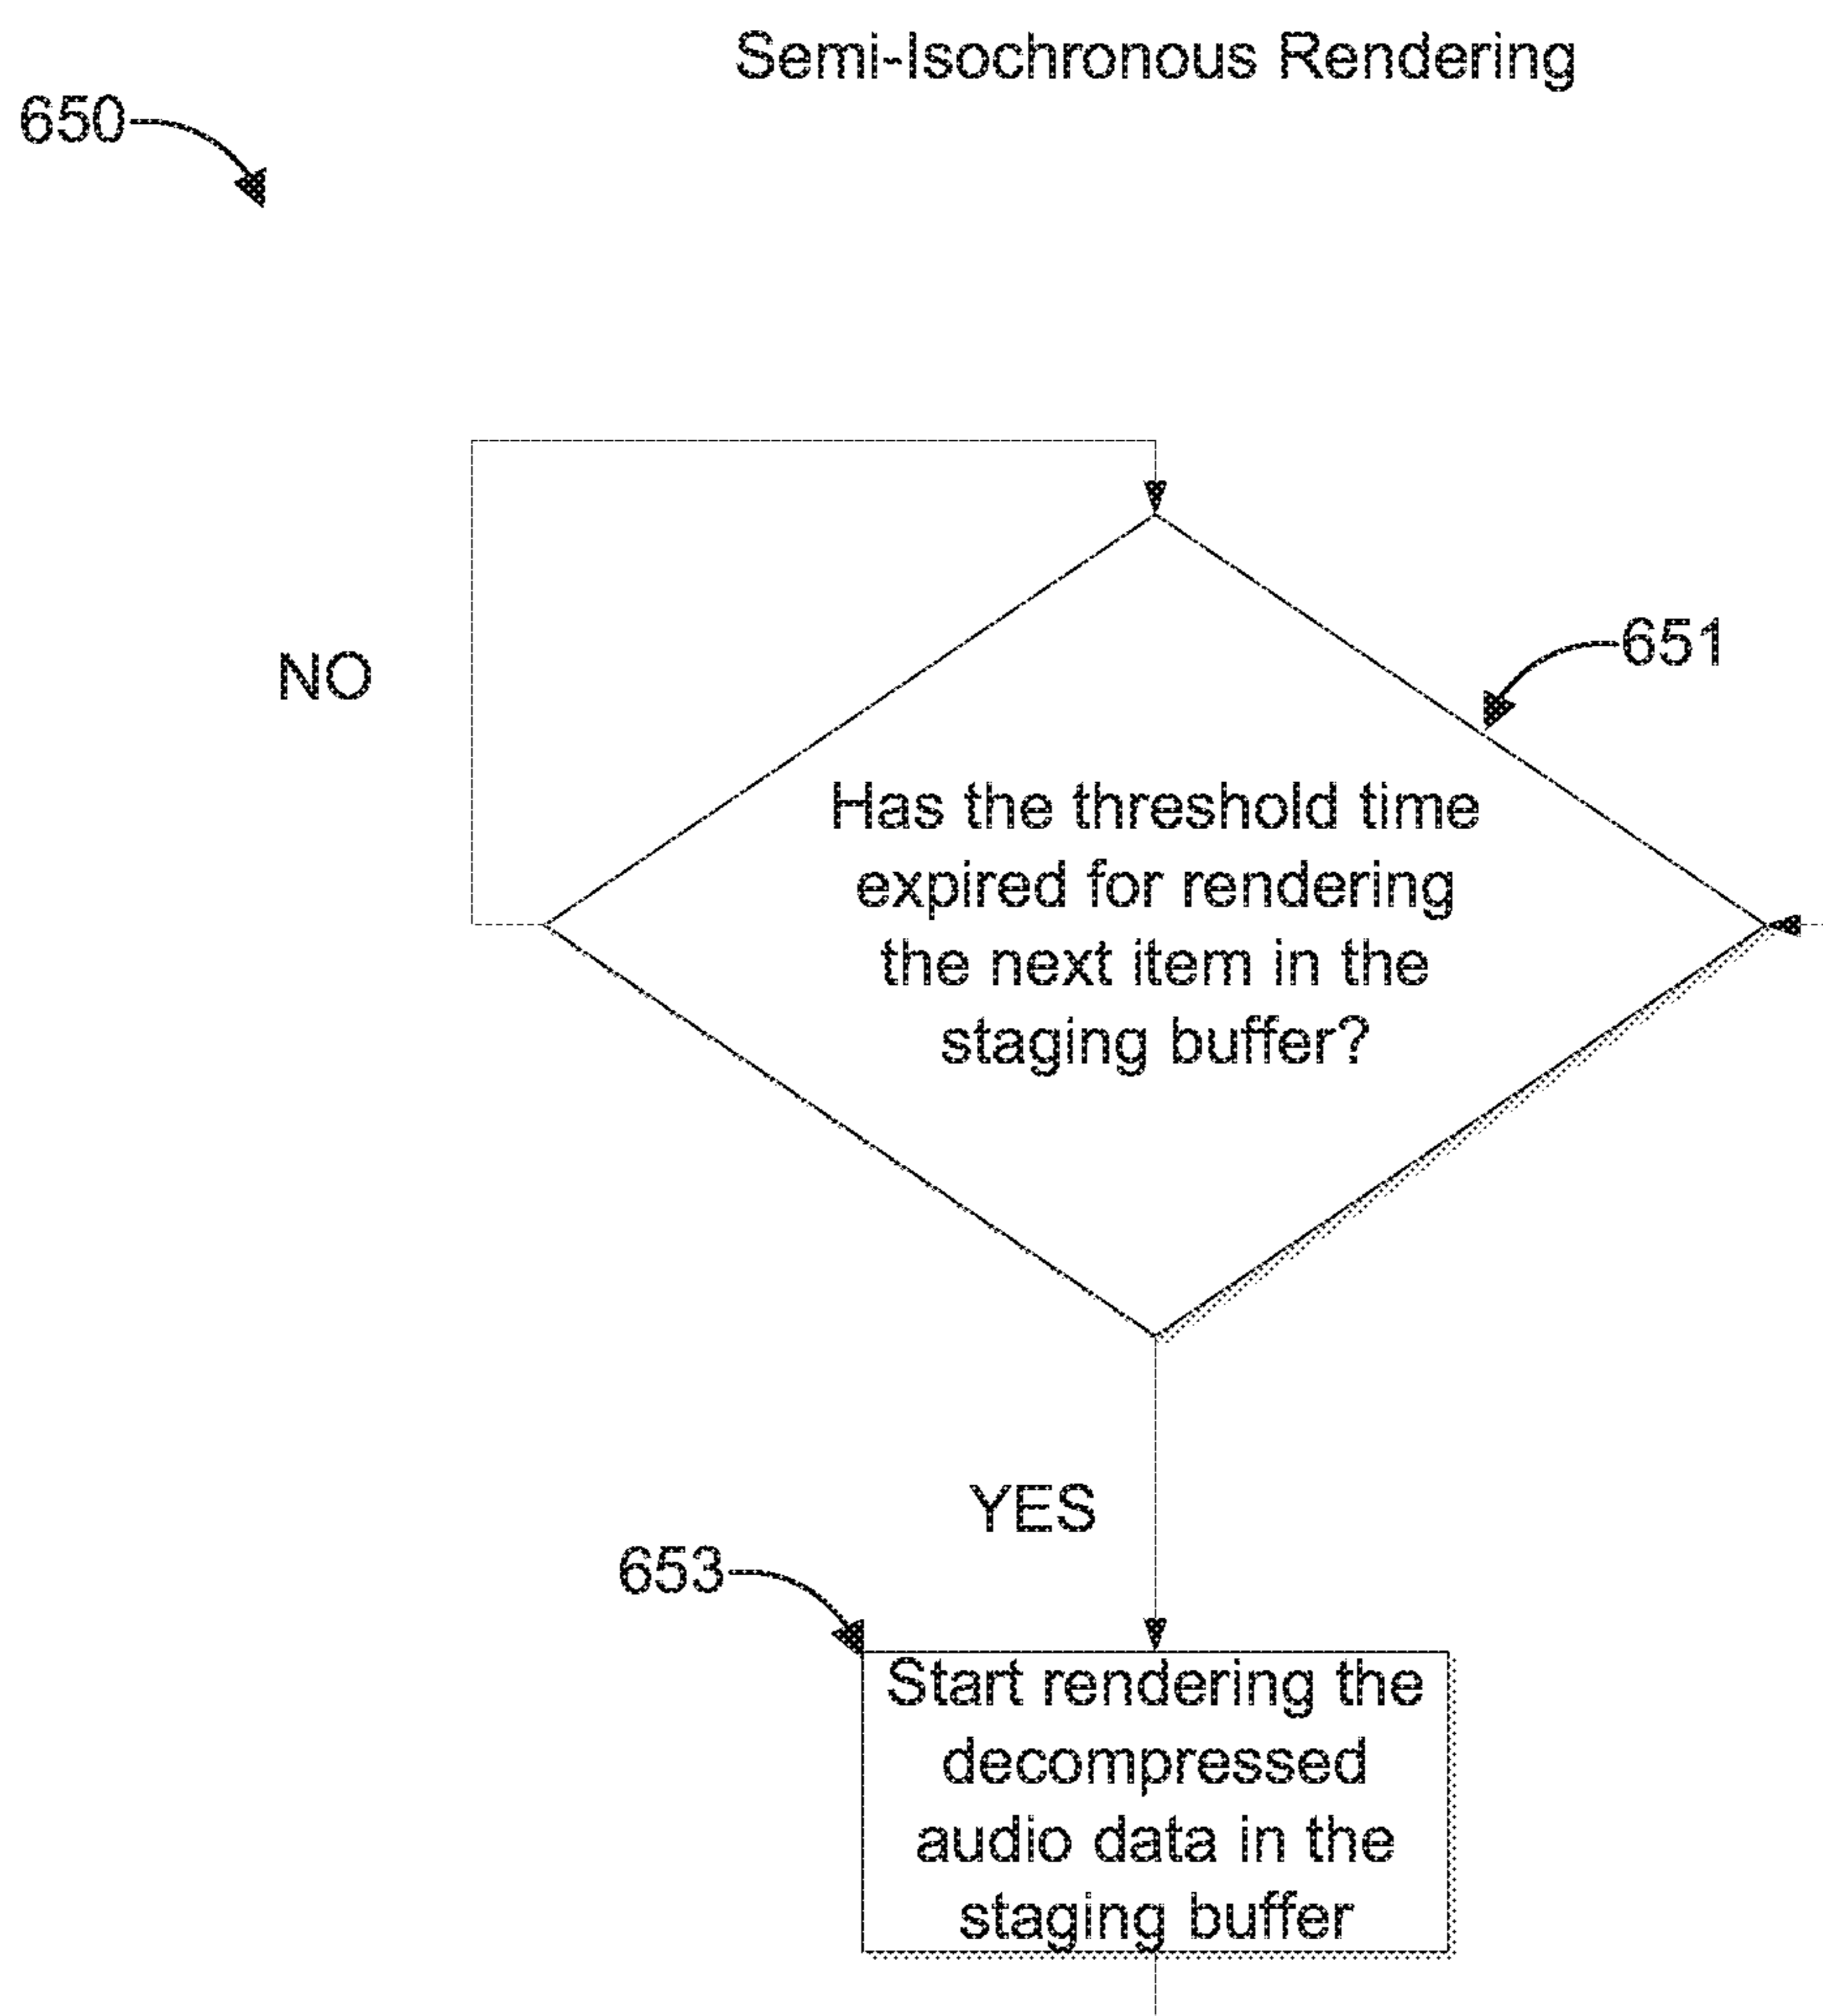 Semi-Isochronous Rendering
650
NO
651
Has the threshold time
expired for rendering
the next item in the
staging buffer?
YES
653
Start rendering the
decompressed
audio data in the
staging buffer